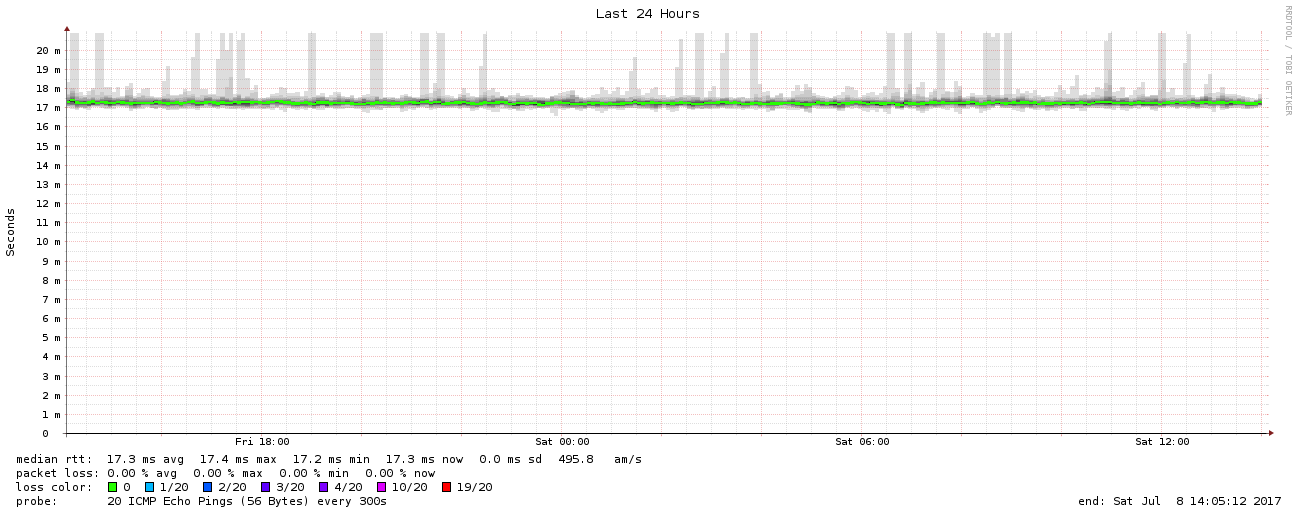 Last 24 Hours
RRDTOOL / TOBI OETIKER
Seconds
20 m
19 m
18 m
17 m
16 m
15 m
14 m
13 m
12 m
11 m
10 m
9 m
8 m
7 m
6 m
5 m
4 m
3 m
2 m
1 m
0
Fri 18:00 Sat 00:00 Sat 06:00 Sat 12:00
median rtt: 17.3 ms avg 17.4 ms max 17.2 ms min 17.3 ms now 0.0 ms sd 495.8 am/s
packet loss: 0.00 % avg 0.00 % max 0.00 % min 0.00 % now
loss color: 0 1/20 2/20 3/20 4/20 10/20 19/20
probe: 20 ICMP Echo Pings (56 Bytes) every 300s end: Sat Jul 8 14:05:12 2017